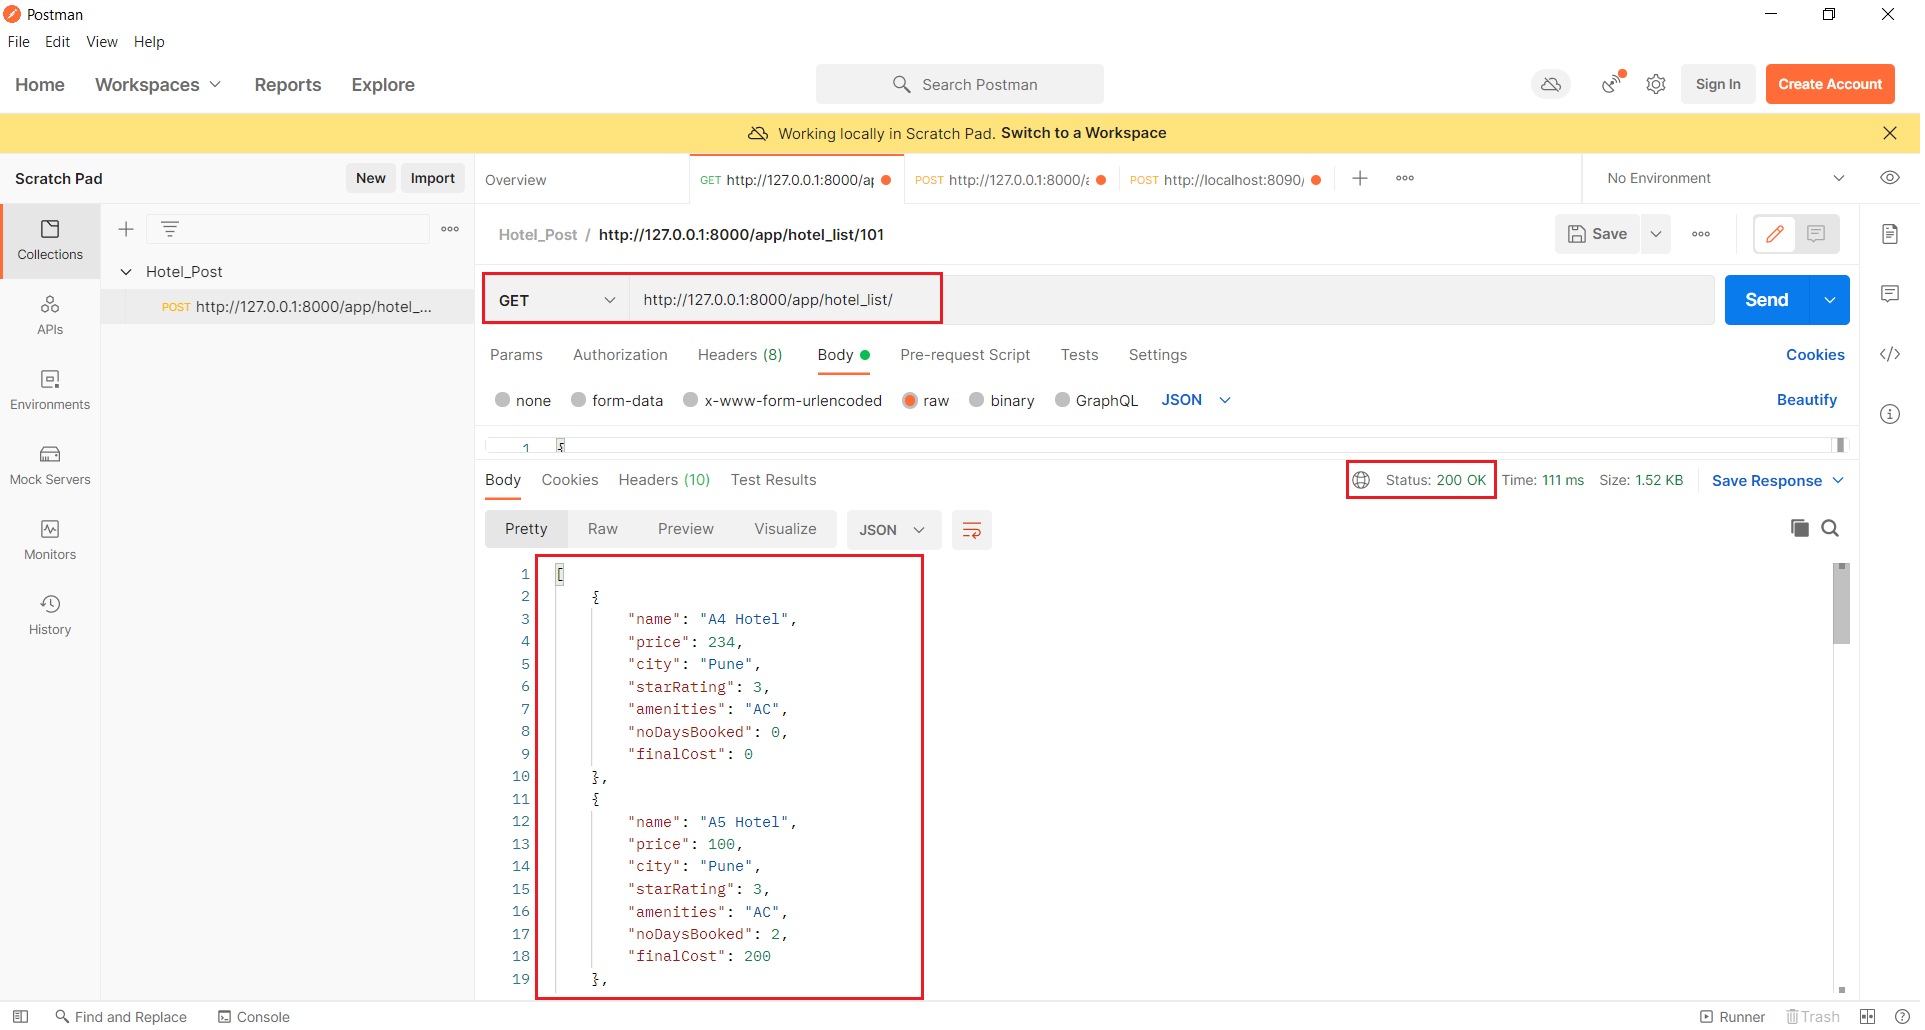 Postman
File Edit View Help
Home Workspaces Reports Explore Search Postman Sign In Create Account
Working locally in Scratch Pad. Switch to a Workspace
Scratch Pad New Import Overview GET http://127.0.0.1:8000/ap POST http://127.0.0.1:8000/a POST http://localhost:8090/ No Environment
Collections
Hotel_Post / http://127.0.0.1:8000/app/hotel_list/101 Save
Hotel_Post
POST http://127.0.0.1:8000/app/hotel_...
GET http://127.0.0.1:8000/app/hotel_list/ Send
APIs
Environments
Mock Servers
Monitors
History
Params Authorization Headers (8) Body Pre-request Script Tests Settings Cookies
none form-data x-www-form-urlencoded raw binary GraphQL JSON Beautify
1 {
Body Cookies Headers (10) Test Results Status: 200 OK Time: 111 ms Size: 1.52 KB Save Response
Pretty Raw Preview Visualize JSON
1 [
2 {
3 "name": "A4 Hotel",
4 "price": 234,
5 "city": "Pune",
6 "starRating": 3,
7 "amenities": "AC",
8 "noDaysBooked": 0,
9 "finalCost": 0
10 },
11 {
12 "name": "A5 Hotel",
13 "price": 100,
14 "city": "Pune",
15 "starRating": 3,
16 "amenities": "AC",
17 "noDaysBooked": 2,
18 "finalCost": 200
19 },
Find and Replace Console Runner Trash